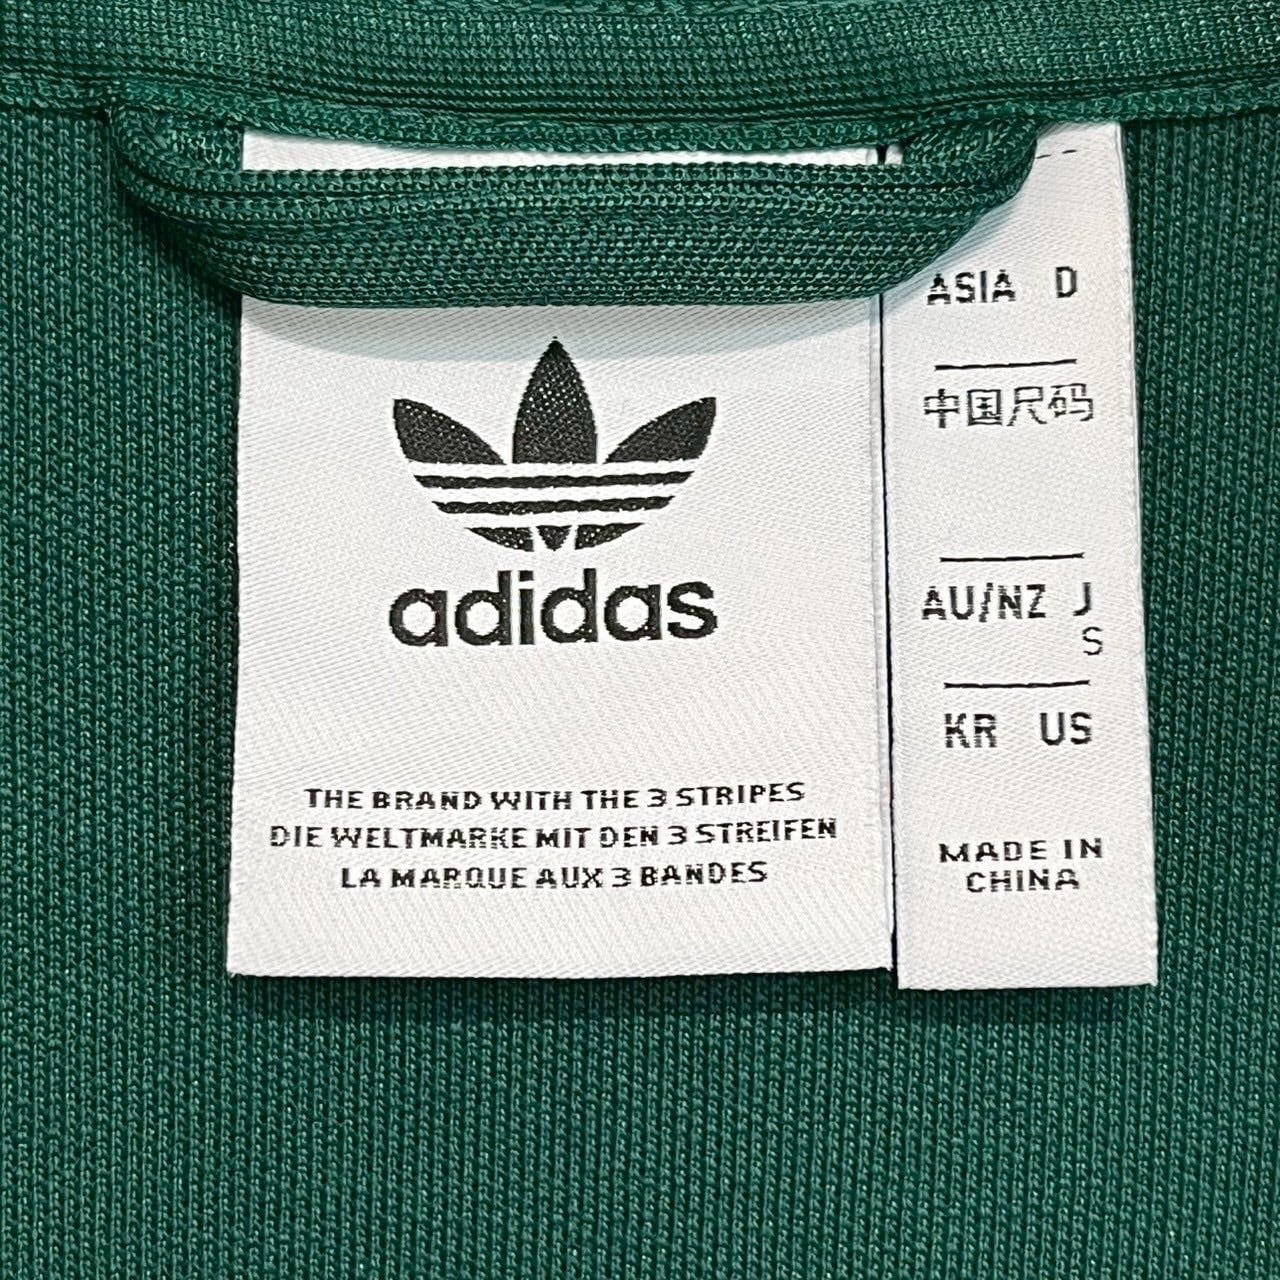 adidas
THE BRAND WITH THE 3 STRIPES
DIE WELTMARKE MIT DEN 3 STREIFEN
LA MARQUE AUX 3 BANDES
ASIA D
中国尺码
AU/NZ J
S
KR US
MADE IN
CHINA